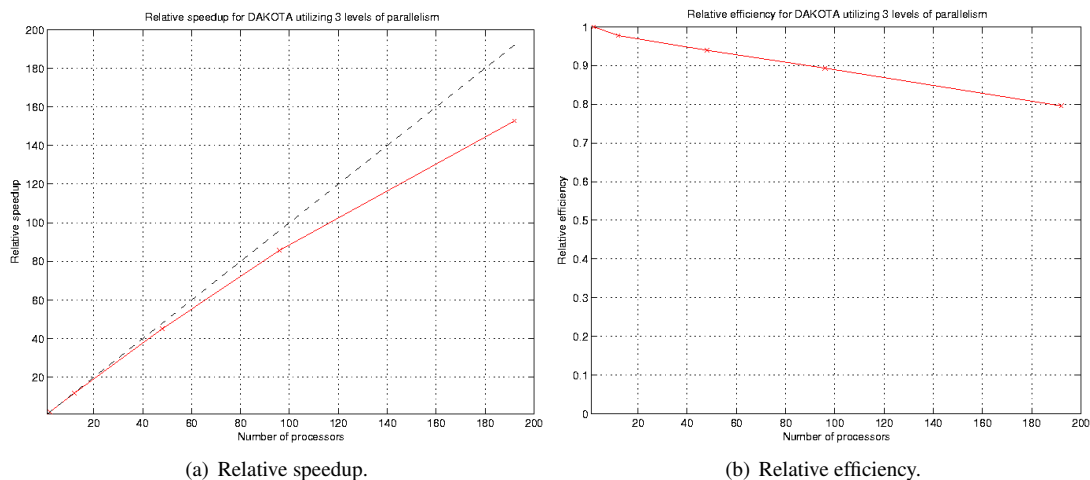 Relative speedup for DAKOTA utilizing 3 levels of parallelism
200
180
160
140
120
100
80
60
40
20
Relative speedup
20 40 60 80 100 120 140 160 180 200
Number of processors
(a) Relative speedup.
Relative efficiency for DAKOTA utilizing 3 levels of parallelism
1
0.9
0.8
0.7
0.6
0.5
0.4
0.3
0.2
0.1
0
Relative efficiency
20 40 60 80 100 120 140 160 180 200
Number of processors
(b) Relative efficiency.